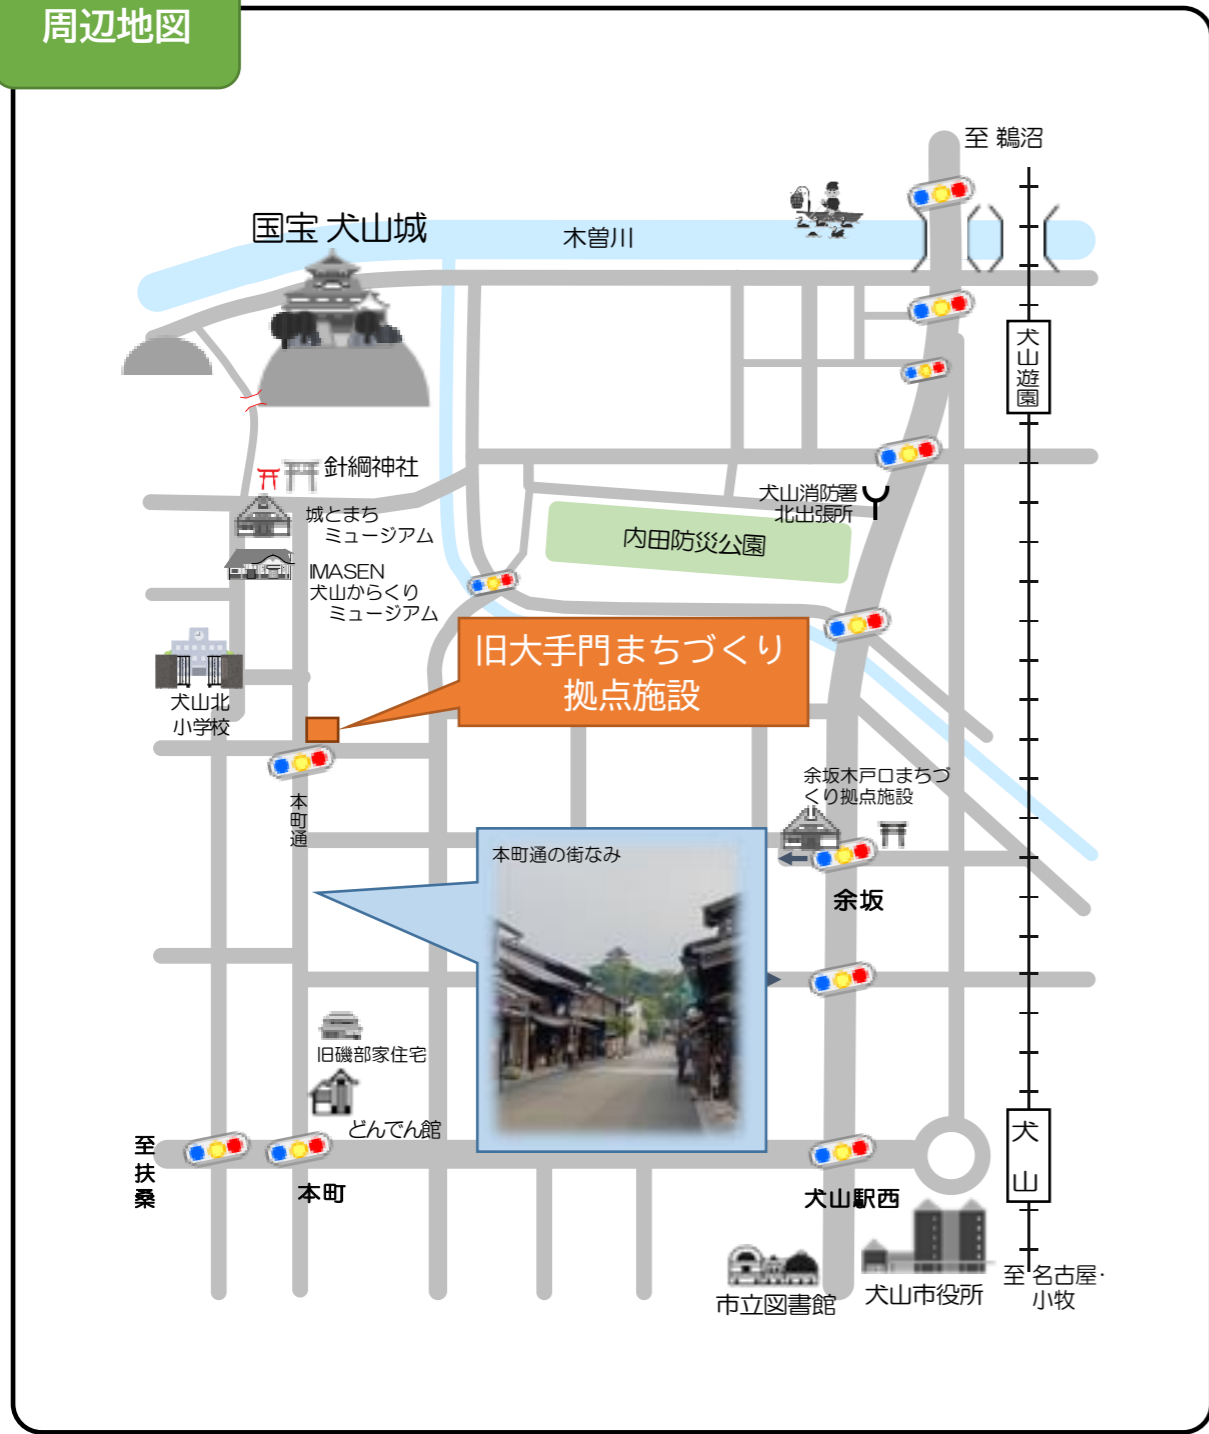 周辺地図
至 鵜沼
国宝 犬山城
木曽川
犬山遊園
針綱神社
犬山消防署
北出張所
城とまち
ミュージアム
内田防災公園
IMASEN
犬山からくり
ミュージアム
旧大手門まちづくり
拠点施設
犬山北
小学校
余坂木戸口まちづ
くり拠点施設
本町通
本町通の街なみ
余坂
旧磯部家住宅
どんでん館
至扶桑
本町
犬山駅西
犬山
市立図書館
犬山市役所
至 名古屋・
小牧